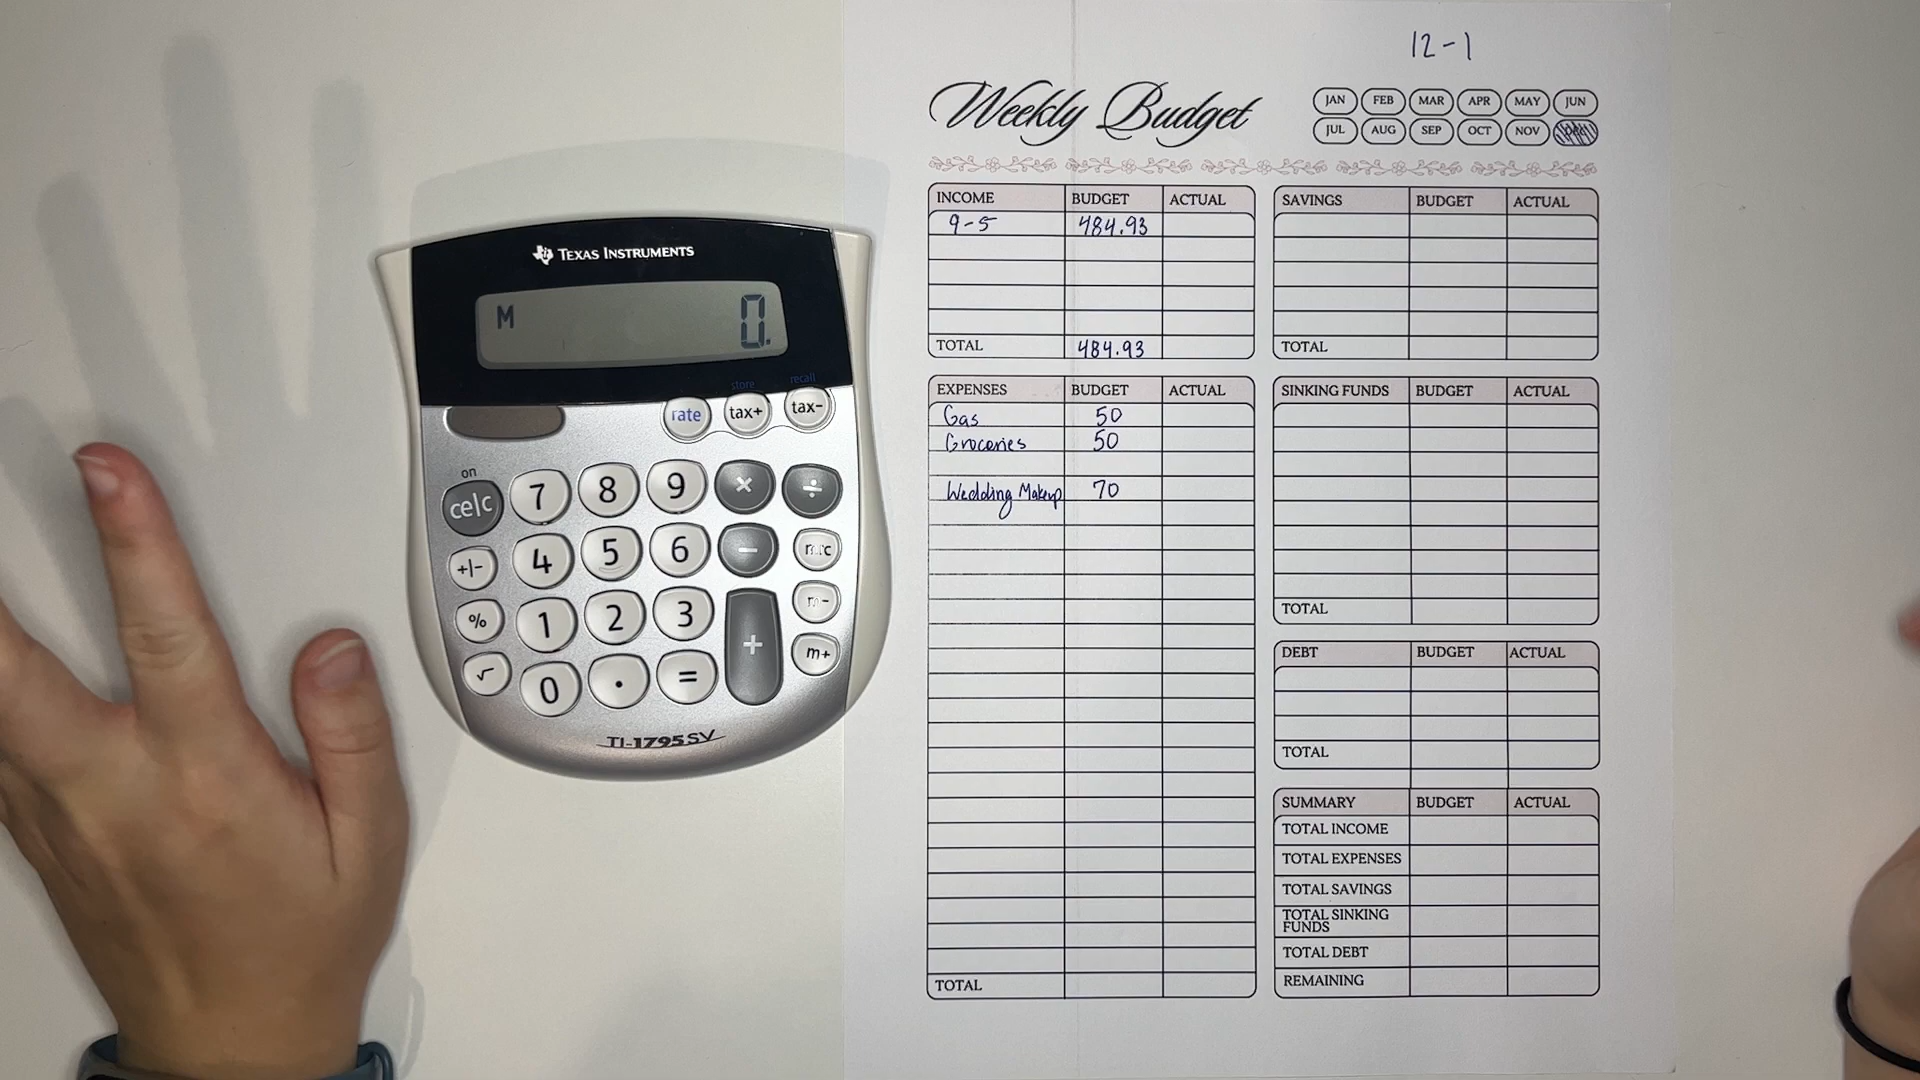 12-1
Weekly Budget
JAN FEB MAR APR MAY JUN
JUL AUG SEP OCT NOV
INCOME BUDGET ACTUAL
9-5 484.93
TOTAL 484.93
SAVINGS BUDGET ACTUAL
TOTAL
EXPENSES BUDGET ACTUAL
Gas 50
Groceries 50
Wedding Makeup 70
TOTAL
SINKING FUNDS BUDGET ACTUAL
TOTAL
DEBT BUDGET ACTUAL
TOTAL
SUMMARY BUDGET ACTUAL
TOTAL INCOME
TOTAL EXPENSES
TOTAL SAVINGS
TOTAL SINKING
FUNDS
TOTAL DEBT
REMAINING
TEXAS INSTRUMENTS
M 0.
store recall
rate tax+ tax-
on
ce|c 7 8 9 × ÷
+|- 4 5 6 −
% 1 2 3 +
√ 0 . = m+
TI-1795 SV